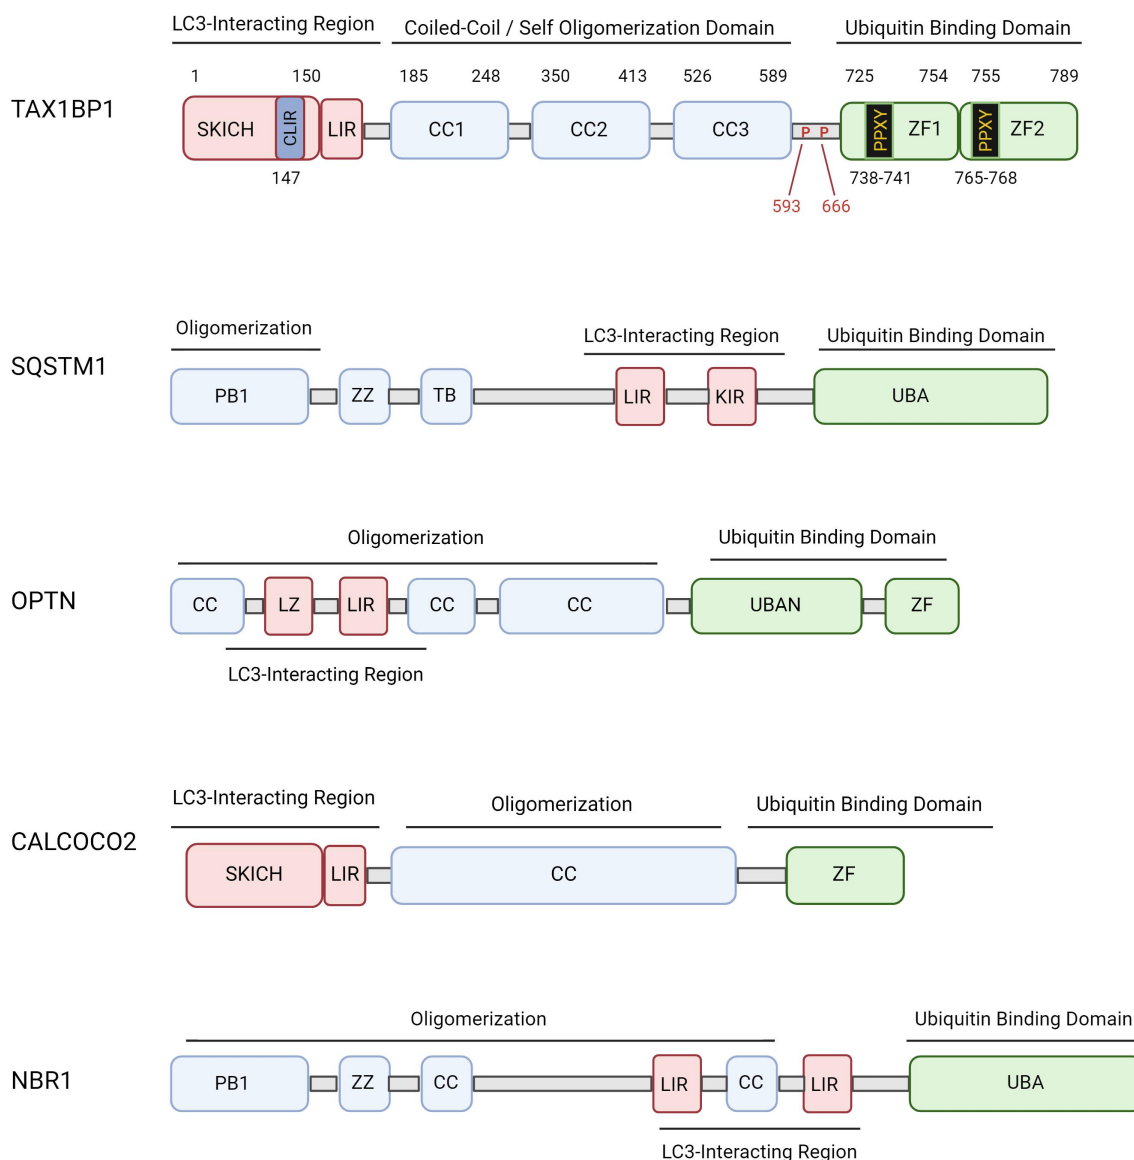 LC3-Interacting Region
Coiled-Coil / Self Oligomerization Domain
Ubiquitin Binding Domain
1 150 185 248 350 413 526 589 725 754 755 789
TAX1BP1
SKICH CLIR LIR CC1 CC2 CC3 P P PPXY ZF1 PPXY ZF2
147
738-741 765-768
593 666
Oligomerization
LC3-Interacting Region
Ubiquitin Binding Domain
SQSTM1
PB1 ZZ TB LIR KIR UBA
Oligomerization
Ubiquitin Binding Domain
OPTN
CC LZ LIR CC CC UBAN ZF
LC3-Interacting Region
LC3-Interacting Region
Oligomerization
Ubiquitin Binding Domain
CALCOCO2
SKICH LIR CC ZF
Oligomerization
Ubiquitin Binding Domain
NBR1
PB1 ZZ CC LIR CC LIR UBA
LC3-Interacting Region